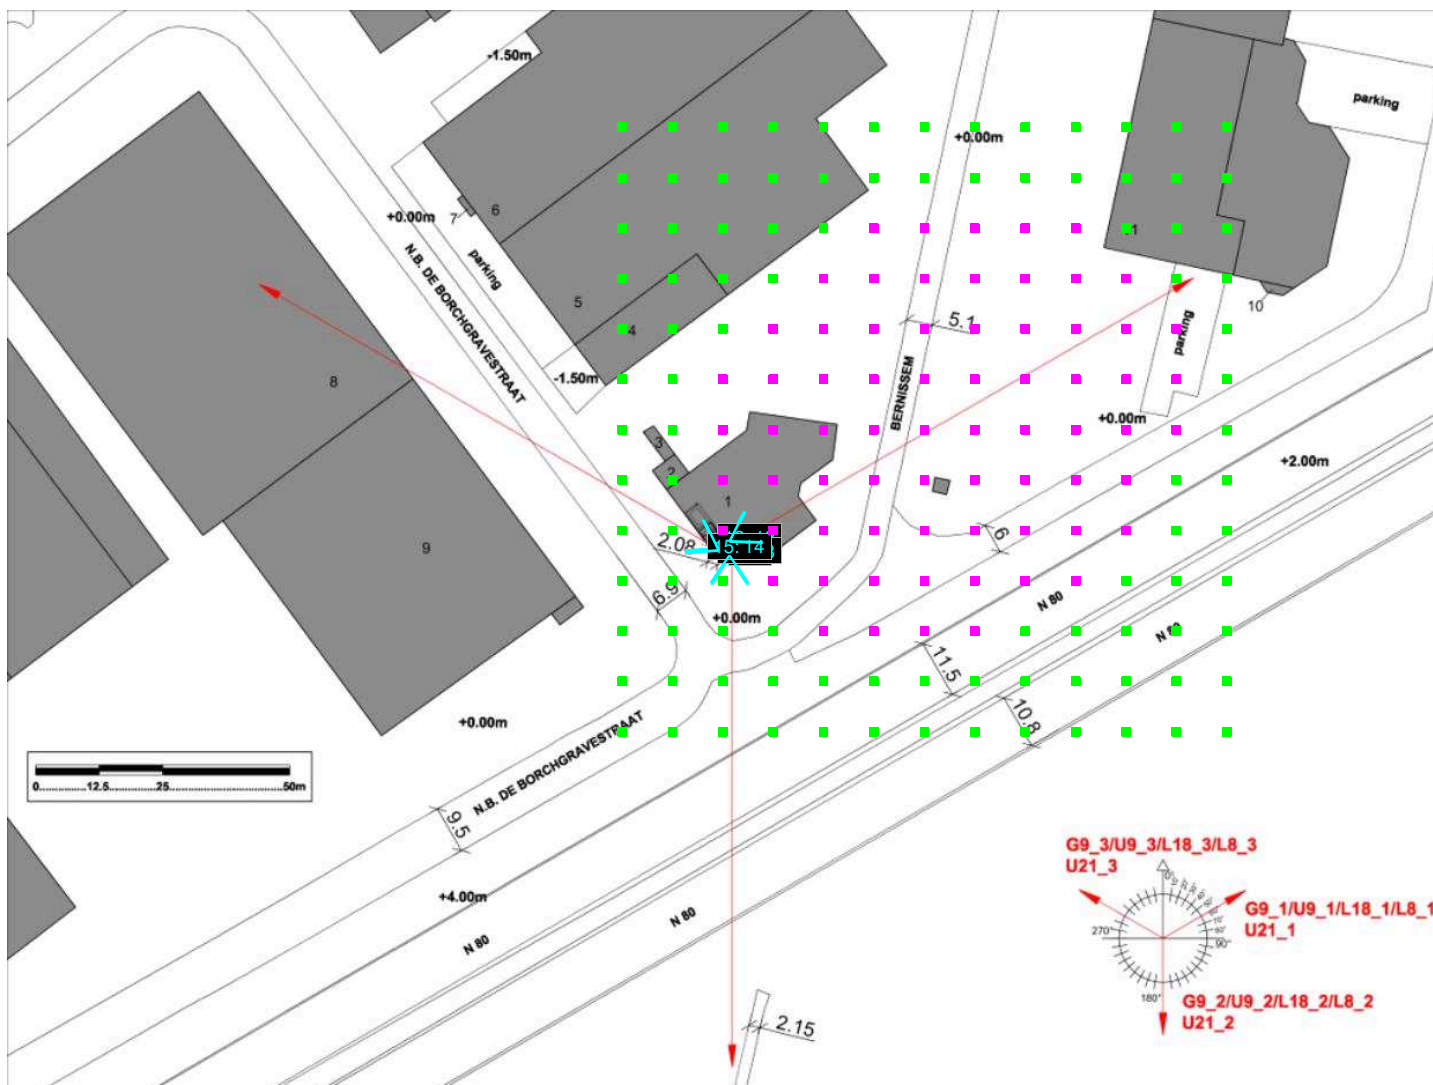 -1.50m
parking
+0.00m
+0.00m
7
6
parking
11
N.B. DE BORCHGRAVESTRAAT
5
10
4
5.1
parking
8
-1.50m
BERNISSEM
+0.00m
3
+2.00m
2
1
6
2.08
5.14
9
6.9
N 80
+0.00m
N 80
11.5
+0.00m
10.8
N.B. DE BORCHGRAVESTRAAT
0 12.5 25 50m
9.5
+4.00m
N 80
N 80
G9_3/U9_3/L18_3/L8_3
U21_3
G9_1/U9_1/L18_1/L8_1
U21_1
270°
90°
180°
G9_2/U9_2/L18_2/L8_2
U21_2
2.15